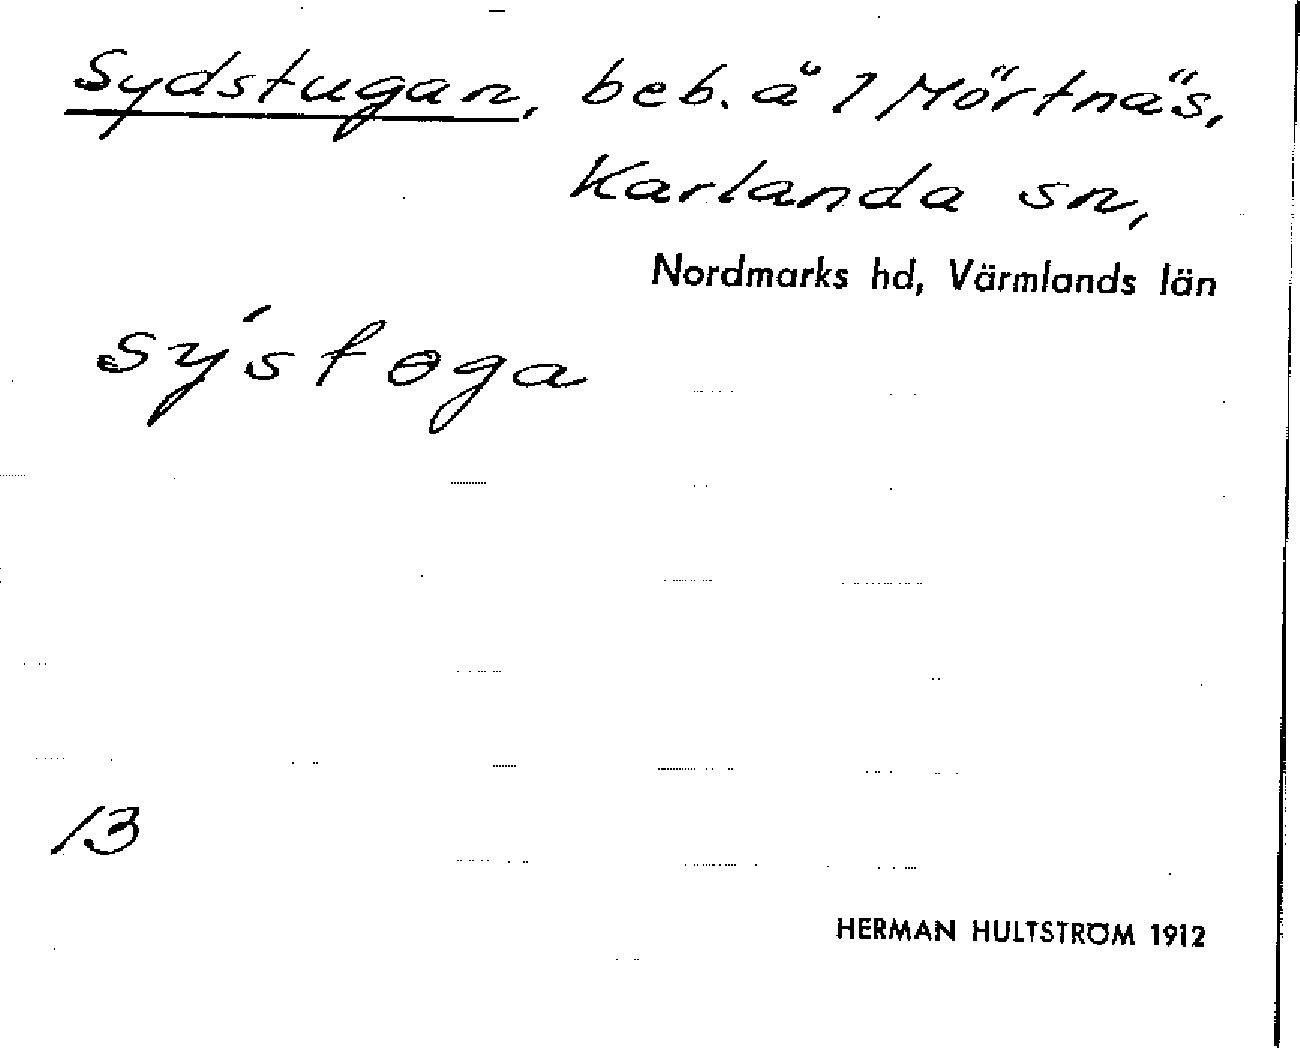 Sydstugan, beb. å 1 Mörtnäs,
Karlanda sn,
Nordmarks hd, Värmlands län
sýstoga
13
HERMAN HULTSTRÖM 1912